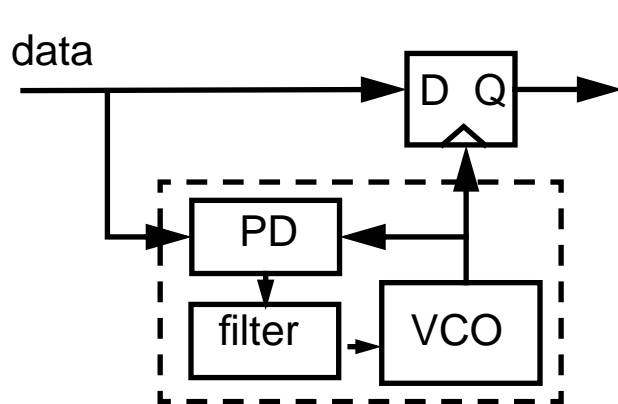 data
D Q
PD
filter
VCO